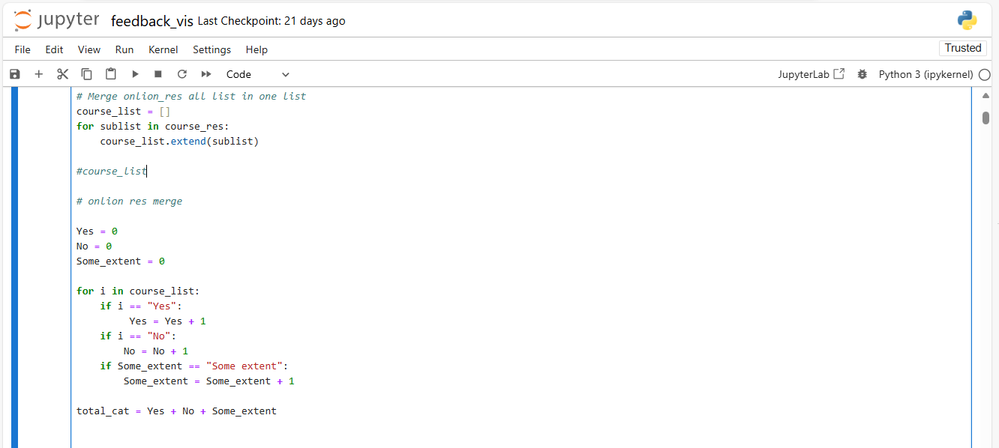 jupyter feedback_vis Last Checkpoint: 21 days ago
File Edit View Run Kernel Settings Help Trusted
Code JupyterLab Python 3 (ipykernel)
# Merge onlion_res all list in one list
course_list = []
for sublist in course_res:
    course_list.extend(sublist)
#course_list
# onlion res merge
Yes = 0
No = 0
Some_extent = 0
for i in course_list:
    if i == "Yes":
         Yes = Yes + 1
    if i == "No":
        No = No + 1
    if Some_extent == "Some extent":
        Some_extent = Some_extent + 1
total_cat = Yes + No + Some_extent